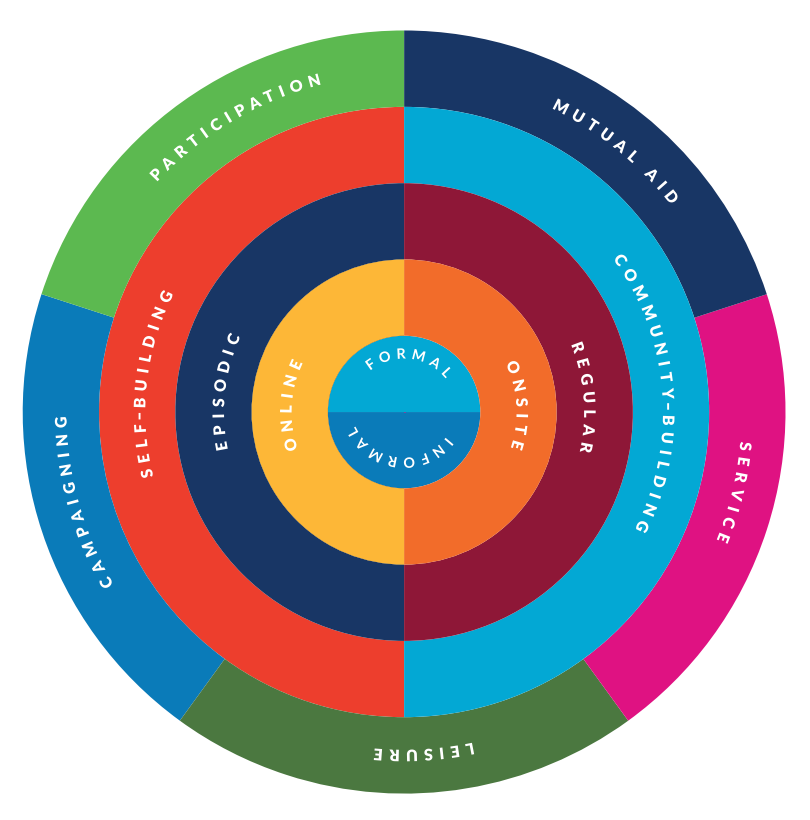 PARTICIPATION
MUTUAL AID
SERVICE
LEISURE
CAMPAIGNING
SELF-BUILDING
COMMUNITY-BUILDING
EPISODIC
REGULAR
ONLINE
ONSITE
FORMAL
INFORMAL